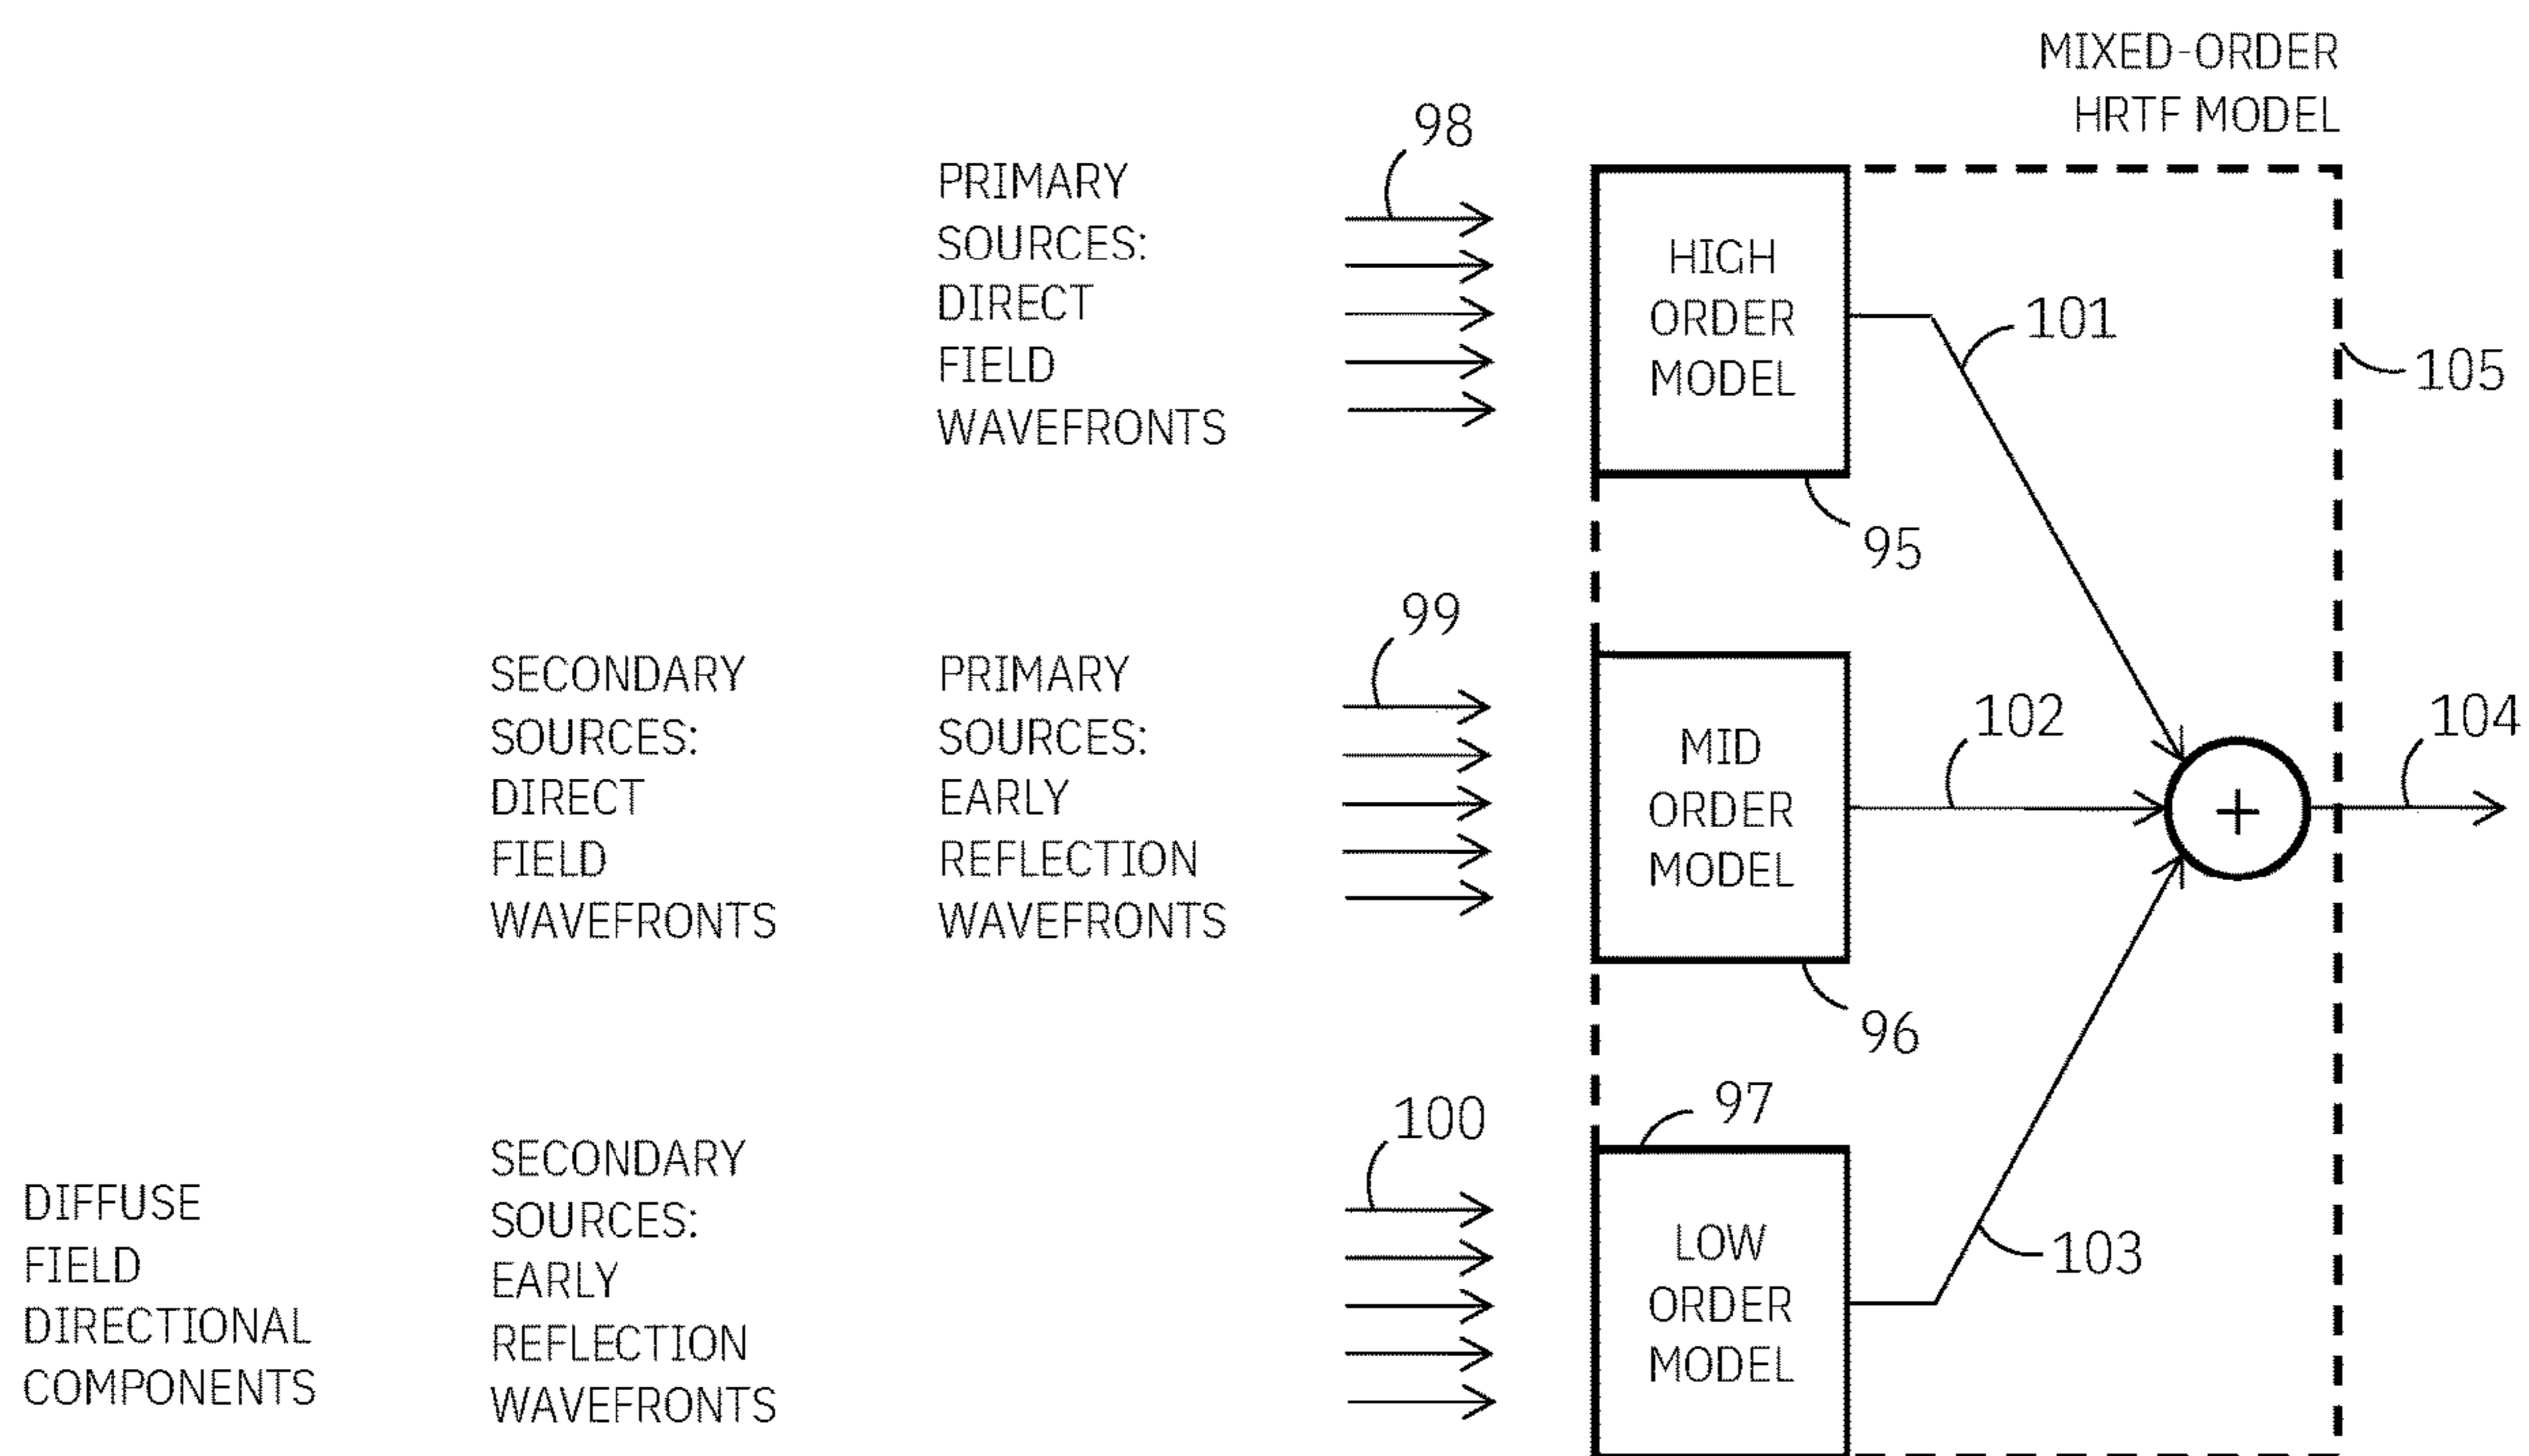 MIXED-ORDER
HRTF MODEL
98
PRIMARY
SOURCES:
DIRECT
FIELD
WAVEFRONTS
HIGH
ORDER
MODEL
101
105
95
99
SECONDARY
SOURCES:
DIRECT
FIELD
WAVEFRONTS
PRIMARY
SOURCES:
EARLY
REFLECTION
WAVEFRONTS
MID
ORDER
MODEL
102
+
104
96
97
100
DIFFUSE
FIELD
DIRECTIONAL
COMPONENTS
SECONDARY
SOURCES:
EARLY
REFLECTION
WAVEFRONTS
LOW
ORDER
MODEL
103